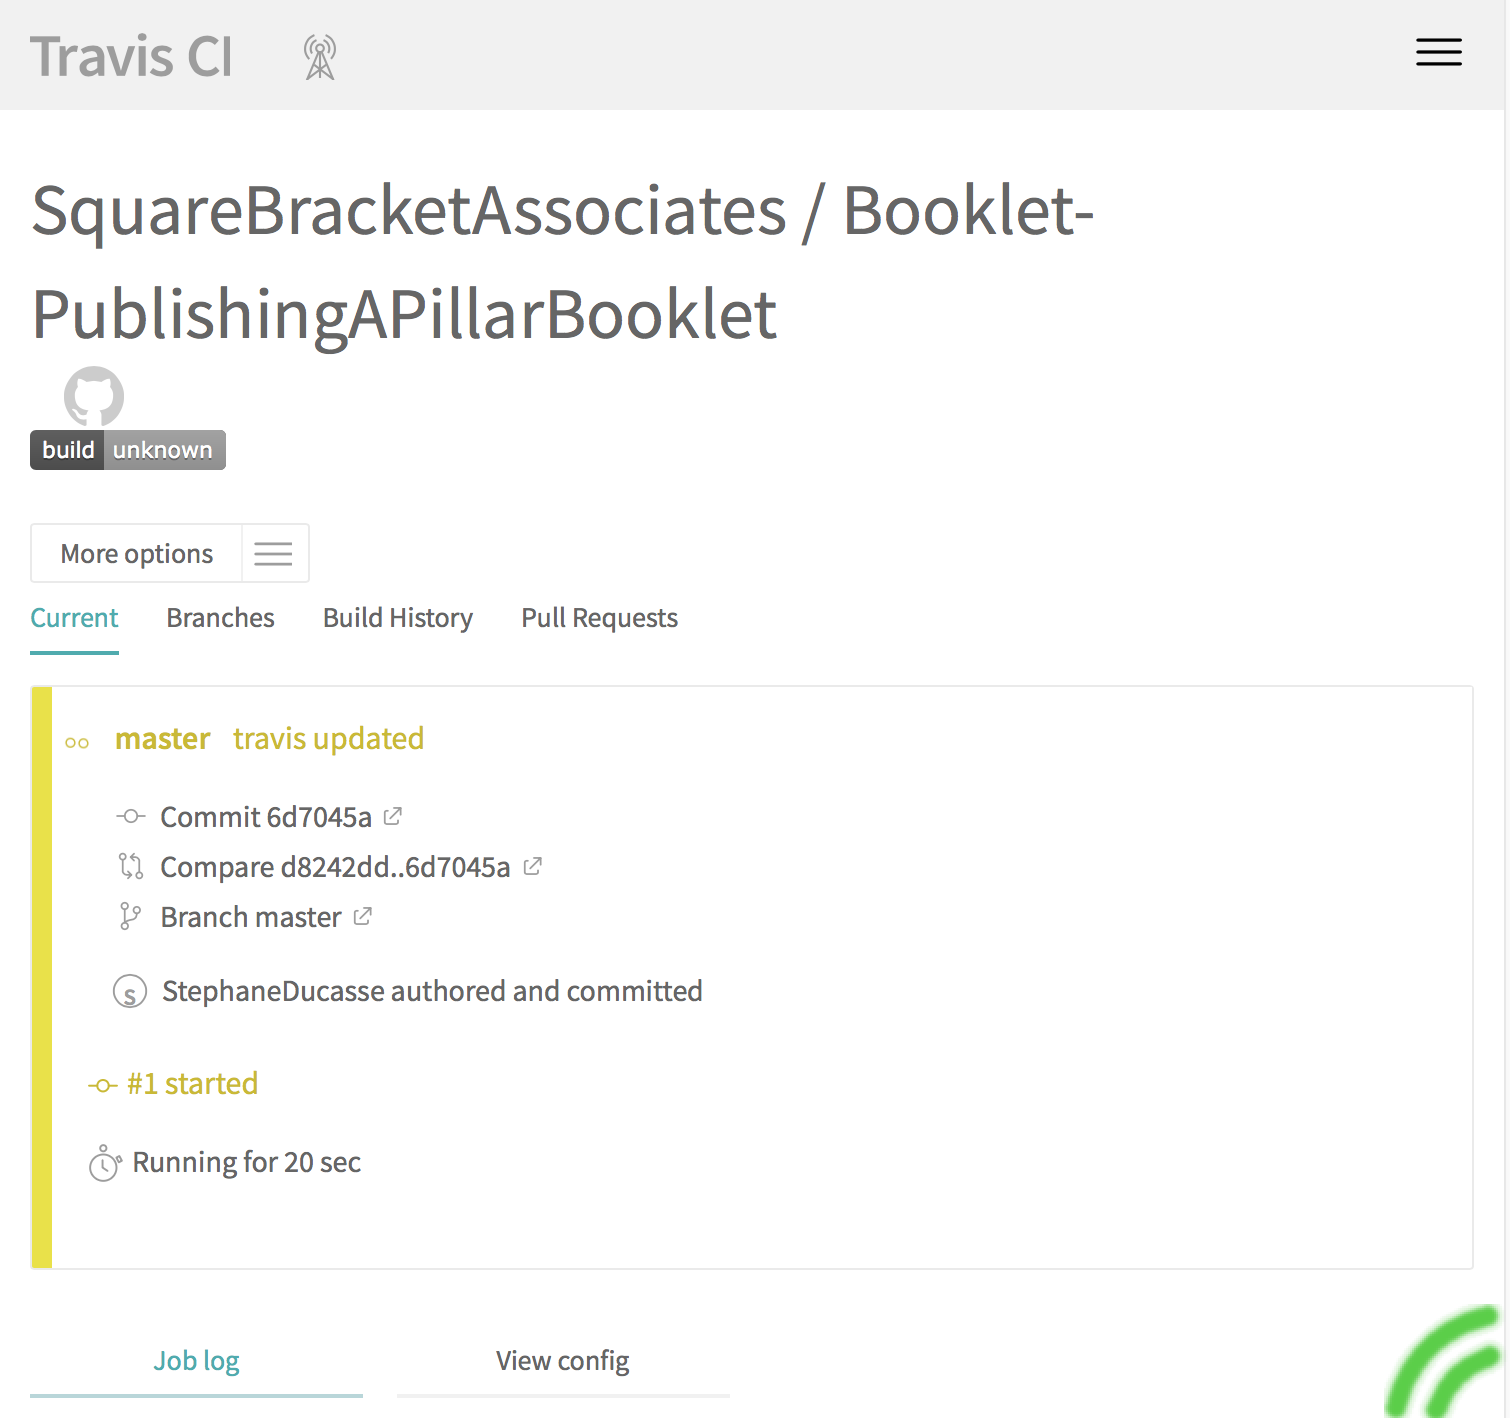 Travis CI
SquareBracketAssociates / Booklet-
PublishingAPillarBooklet
build unknown
More options
Current Branches Build History Pull Requests
master travis updated
Commit 6d7045a
Compare d8242dd..6d7045a
Branch master
S StephaneDucasse authored and committed
#1 started
Running for 20 sec
Job log View config